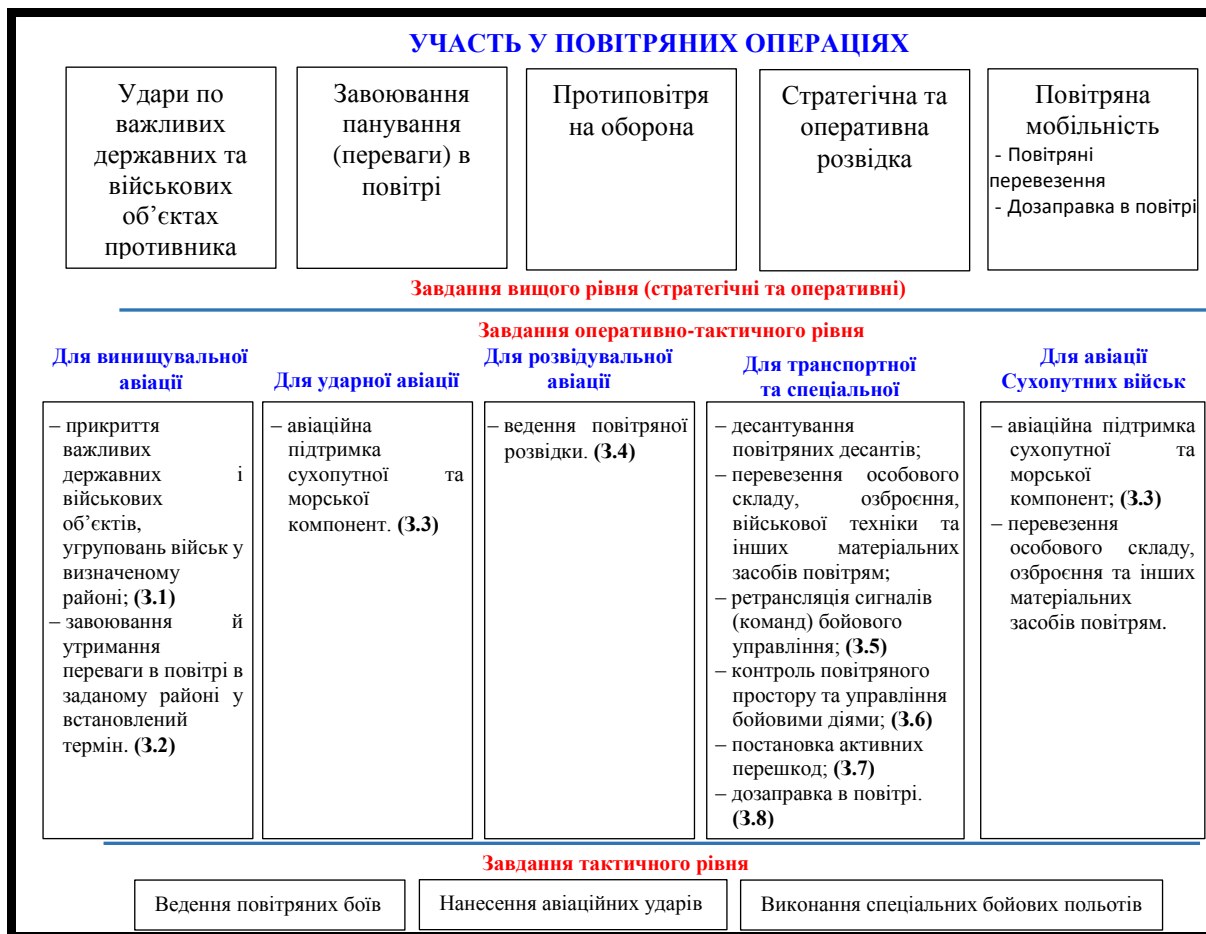 УЧАСТЬ У ПОВІТРЯНИХ ОПЕРАЦІЯХ
Удари по
важливих
державних та
військових
об’єктах
противника
Завоювання
панування
(переваги) в
повітрі
Протиповітря
на оборона
Стратегічна та
оперативна
розвідка
Повітряна
мобільність
- Повітряні
перевезення
- Дозаправка в повітрі
Завдання вищого рівня (стратегічні та оперативні)
Завдання оперативно-тактичного рівня
Для винищувальної
авіації
– прикриття
важливих
державних і
військових
об’єктів,
угруповань військ у
визначеному
районі; (З.1)
– завоювання й
утримання
переваги в повітрі в
заданому районі у
встановлений
термін. (З.2)
Для ударної авіації
– авіаційна
підтримка
сухопутної та
морської
компонент. (З.3)
Для розвідувальної
авіації
– ведення повітряної
розвідки. (З.4)
Для транспортної
та спеціальної
– десантування
повітряних десантів;
– перевезення особового
складу, озброєння,
військової техніки та
інших матеріальних
засобів повітрям;
– ретрансляція сигналів
(команд) бойового
управління; (З.5)
– контроль повітряного
простору та управління
бойовими діями; (З.6)
– постановка активних
перешкод; (З.7)
– дозаправка в повітрі.
(З.8)
Для авіації
Сухопутних військ
– авіаційна підтримка
сухопутної та
морської
компонент; (З.3)
– перевезення
особового складу,
озброєння та інших
матеріальних
засобів повітрям.
Завдання тактичного рівня
Ведення повітряних боїв
Нанесення авіаційних ударів
Виконання спеціальних бойових польотів